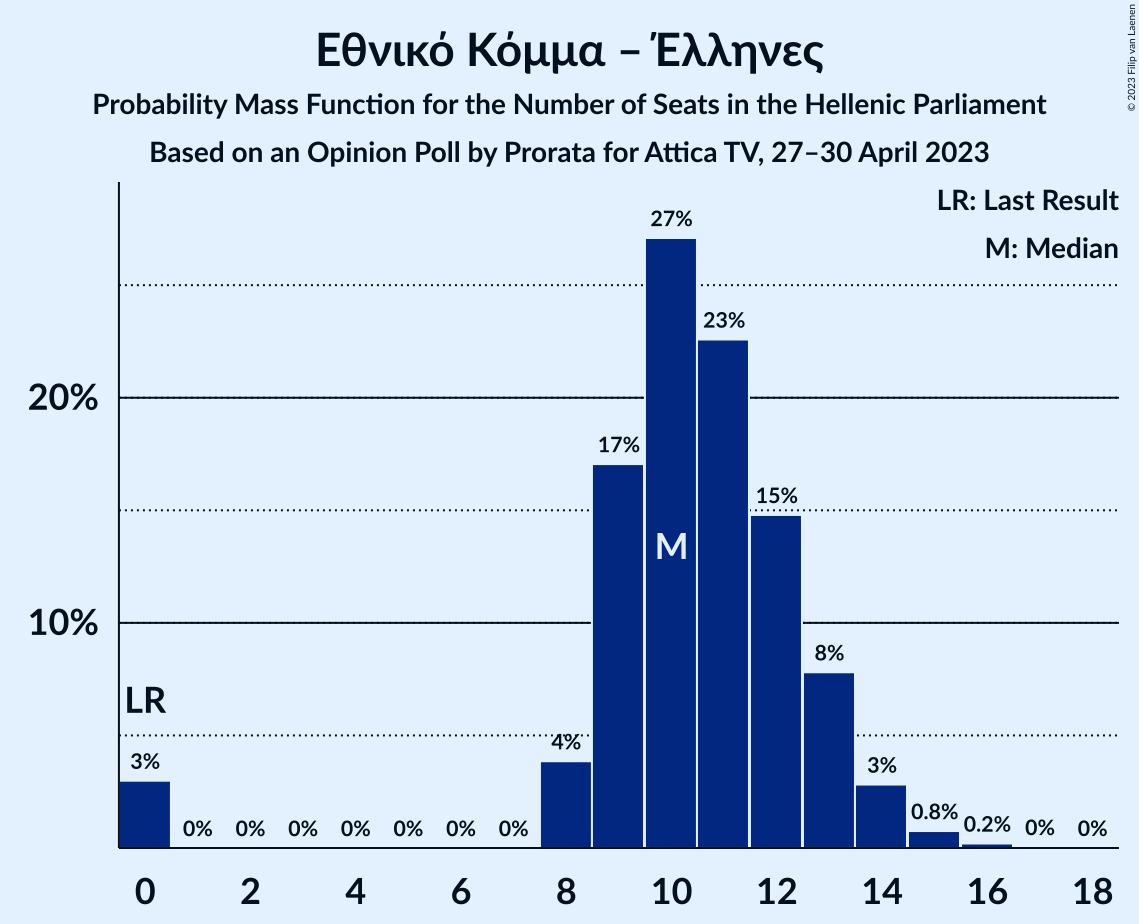 Εθνικό Κόμμα – Έλληνες
Probability Mass Function for the Number of Seats in the Hellenic Parliament
Based on an Opinion Poll by Prorata for Attica TV, 27–30 April 2023
© 2023 Filip van Laenen
LR: Last Result
M: Median
27%
23%
20%
17%
15%
M
10%
8%
LR
4%
3%
3%
0.8%
0.2%
0% 0% 0% 0% 0% 0% 0% 0% 0%
0 2 4 6 8 10 12 14 16 18